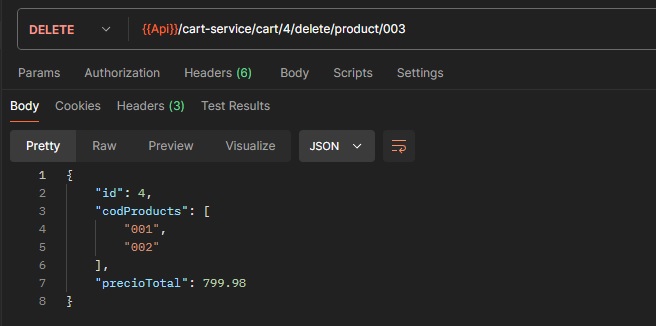 DELETE {{Api}}/cart-service/cart/4/delete/product/003
Params Authorization Headers (6) Body Scripts Settings
Body Cookies Headers (3) Test Results
Pretty Raw Preview Visualize JSON
1 {
2 "id": 4,
3 "codProducts": [
4 "001",
5 "002"
6 ],
7 "precioTotal": 799.98
8 }